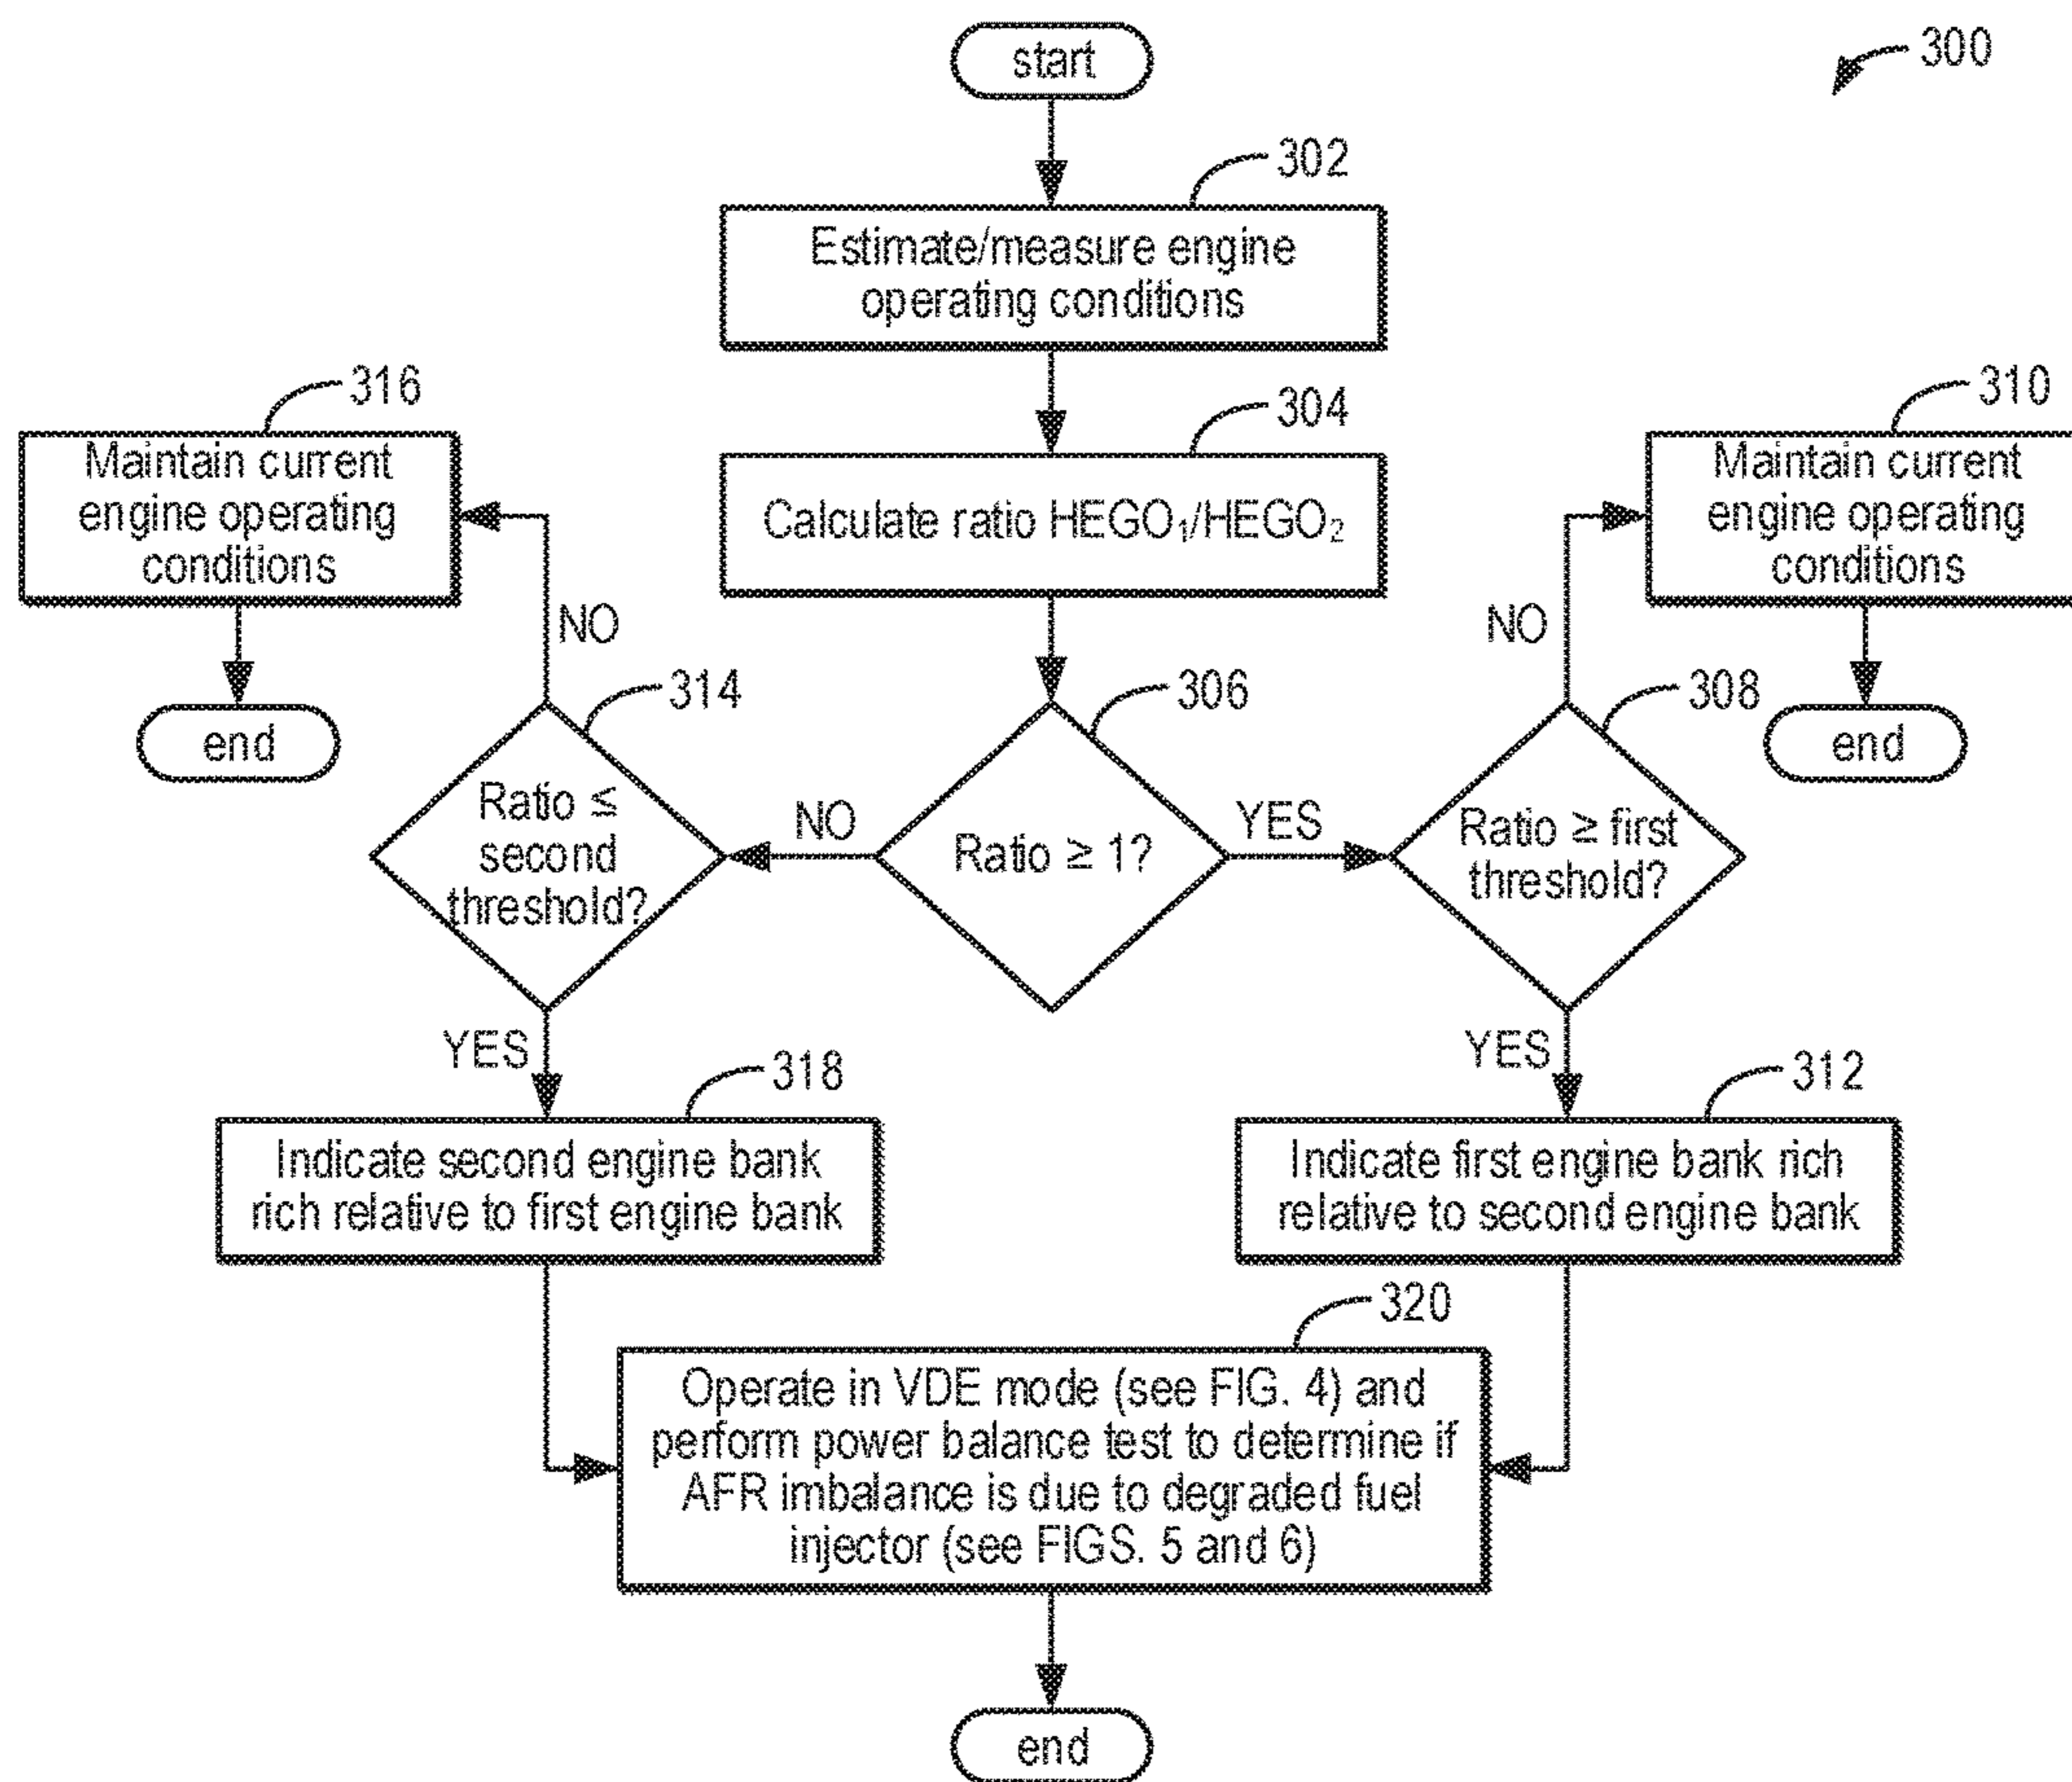 start
300
302
Estimate/measure engine
operating conditions
316
304
310
Maintain current
engine operating
conditions
Calculate ratio HEGO₁/HEGO₂
Maintain current
engine operating
conditions
NO
NO
314
306
308
end
end
Ratio ≤
second
threshold?
NO
Ratio ≥ 1?
YES
Ratio ≥ first
threshold?
YES
YES
318
312
Indicate second engine bank
rich relative to first engine bank
Indicate first engine bank rich
relative to second engine bank
320
Operate in VDE mode (see FIG. 4) and
perform power balance test to determine if
AFR imbalance is due to degraded fuel
injector (see FIGS. 5 and 6)
end